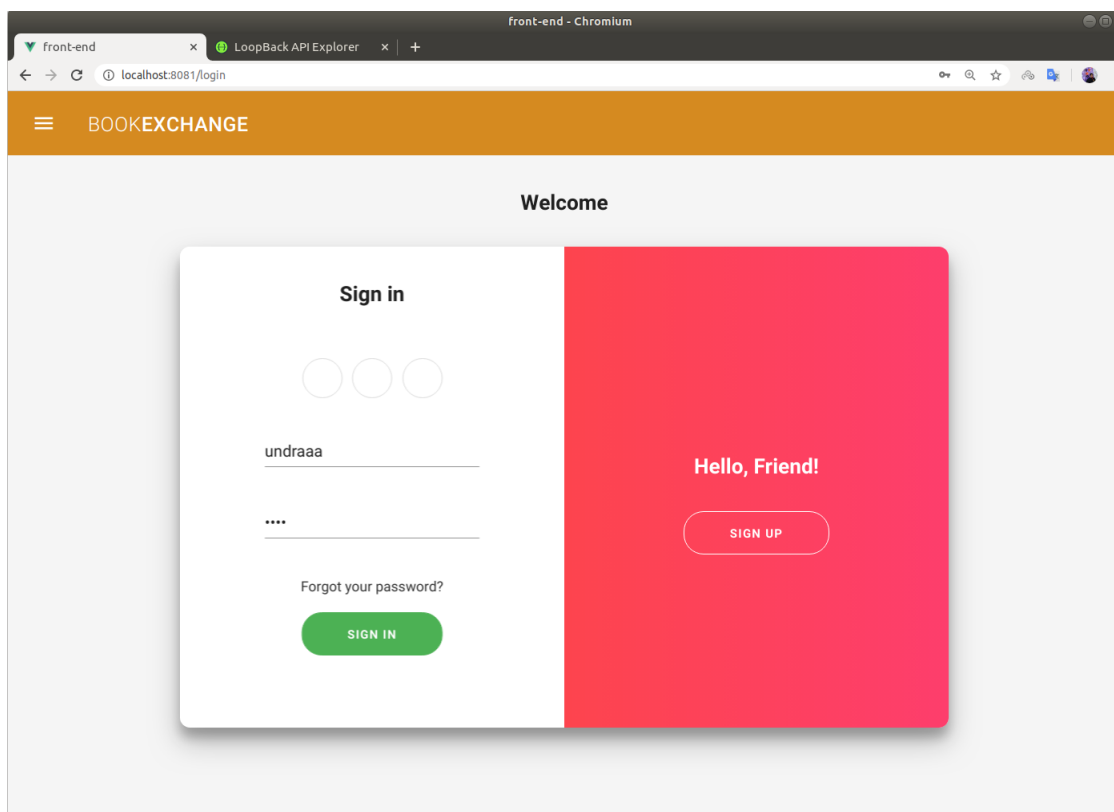 front-end - Chromium
front-end
LoopBack API Explorer
localhost:8081/login
BOOKEXCHANGE
Welcome
Sign in
undraaa
••••
Forgot your password?
SIGN IN
Hello, Friend!
SIGN UP